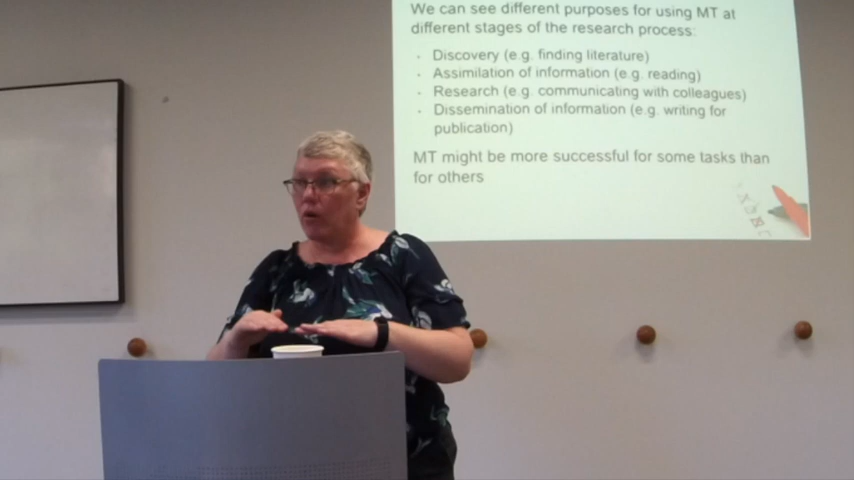 We can see different purposes for using MT at
different stages of the research process:
· Discovery (e.g. finding literature)
· Assimilation of information (e.g. reading)
· Research (e.g. communicating with colleagues)
· Dissemination of information (e.g. writing for
publication)
MT might be more successful for some tasks than
for others